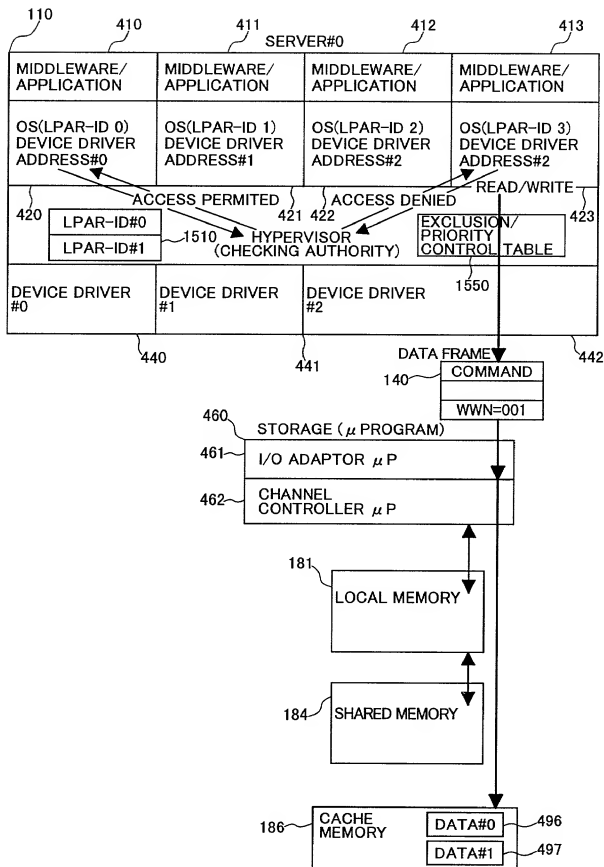 110
410
411
412
413
SERVER#0
MIDDLEWARE/
APPLICATION
MIDDLEWARE/
APPLICATION
MIDDLEWARE/
APPLICATION
MIDDLEWARE/
APPLICATION
OS(LPAR-ID 0)
DEVICE DRIVER
ADDRESS#0
OS(LPAR-ID 1)
DEVICE DRIVER
ADDRESS#1
OS(LPAR-ID 2)
DEVICE DRIVER
ADDRESS#2
OS(LPAR-ID 3)
DEVICE DRIVER
ADDRESS#2
420
ACCESS PERMITED
421
422
ACCESS DENIED
READ/WRITE
423
LPAR-ID#0
LPAR-ID#1
1510
HYPERVISOR
(CHECKING AUTHORITY)
EXCLUSION/
PRIORITY
CONTROL TABLE
1550
DEVICE DRIVER
#0
DEVICE DRIVER
#1
DEVICE DRIVER
#2
440
441
442
DATA FRAME
140
COMMAND
WWN=001
460
STORAGE (μ PROGRAM)
461
I/O ADAPTOR μP
462
CHANNEL
CONTROLLER μP
181
LOCAL MEMORY
184
SHARED MEMORY
186
CACHE
MEMORY
DATA#0
496
DATA#1
497